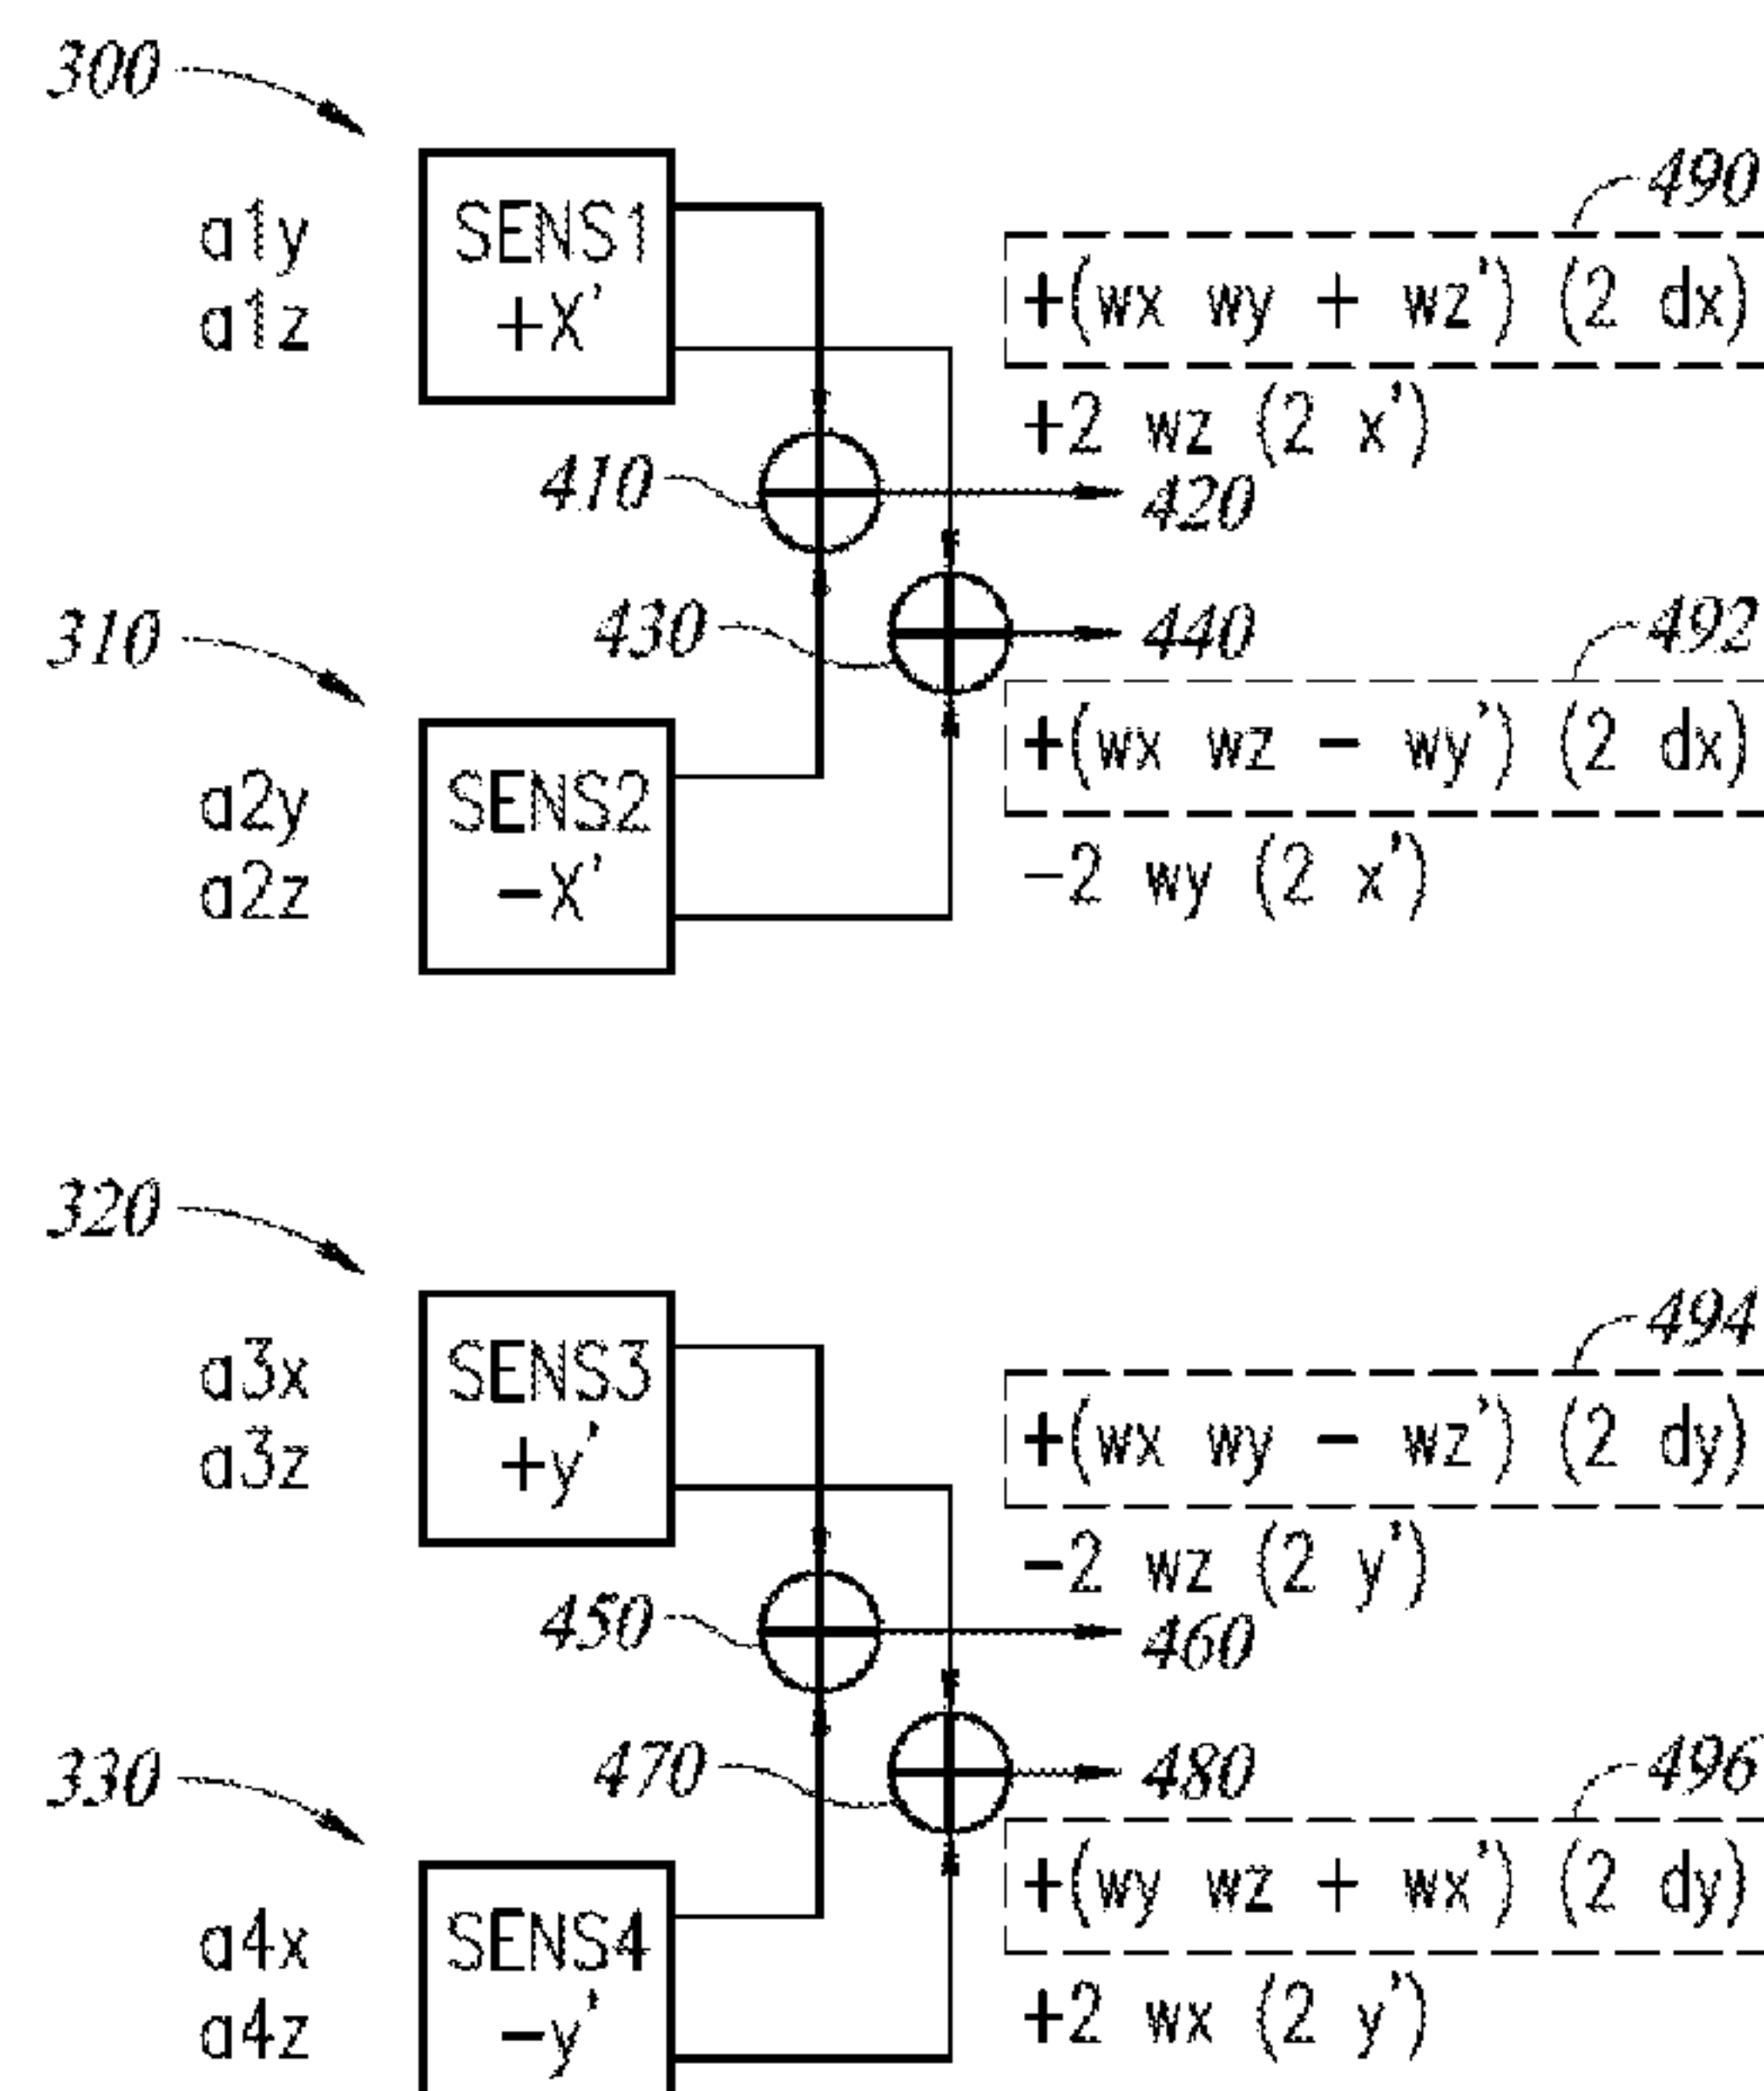 300
a1y
a1z
SENS1
+X'
490
+(wx wy + wz') (2 dx)
+2 wz (2 x')
410
420
310
430
440
492
a2y
a2z
SENS2
-X'
+(wx wz - wy') (2 dx)
-2 wy (2 x')
320
a3x
a3z
SENS3
+y'
494
+(wx wy - wz') (2 dy)
-2 wz (2 y')
450
460
330
470
480
496
a4x
a4z
SENS4
-y'
+(wy wz + wx') (2 dy)
+2 wx (2 y')